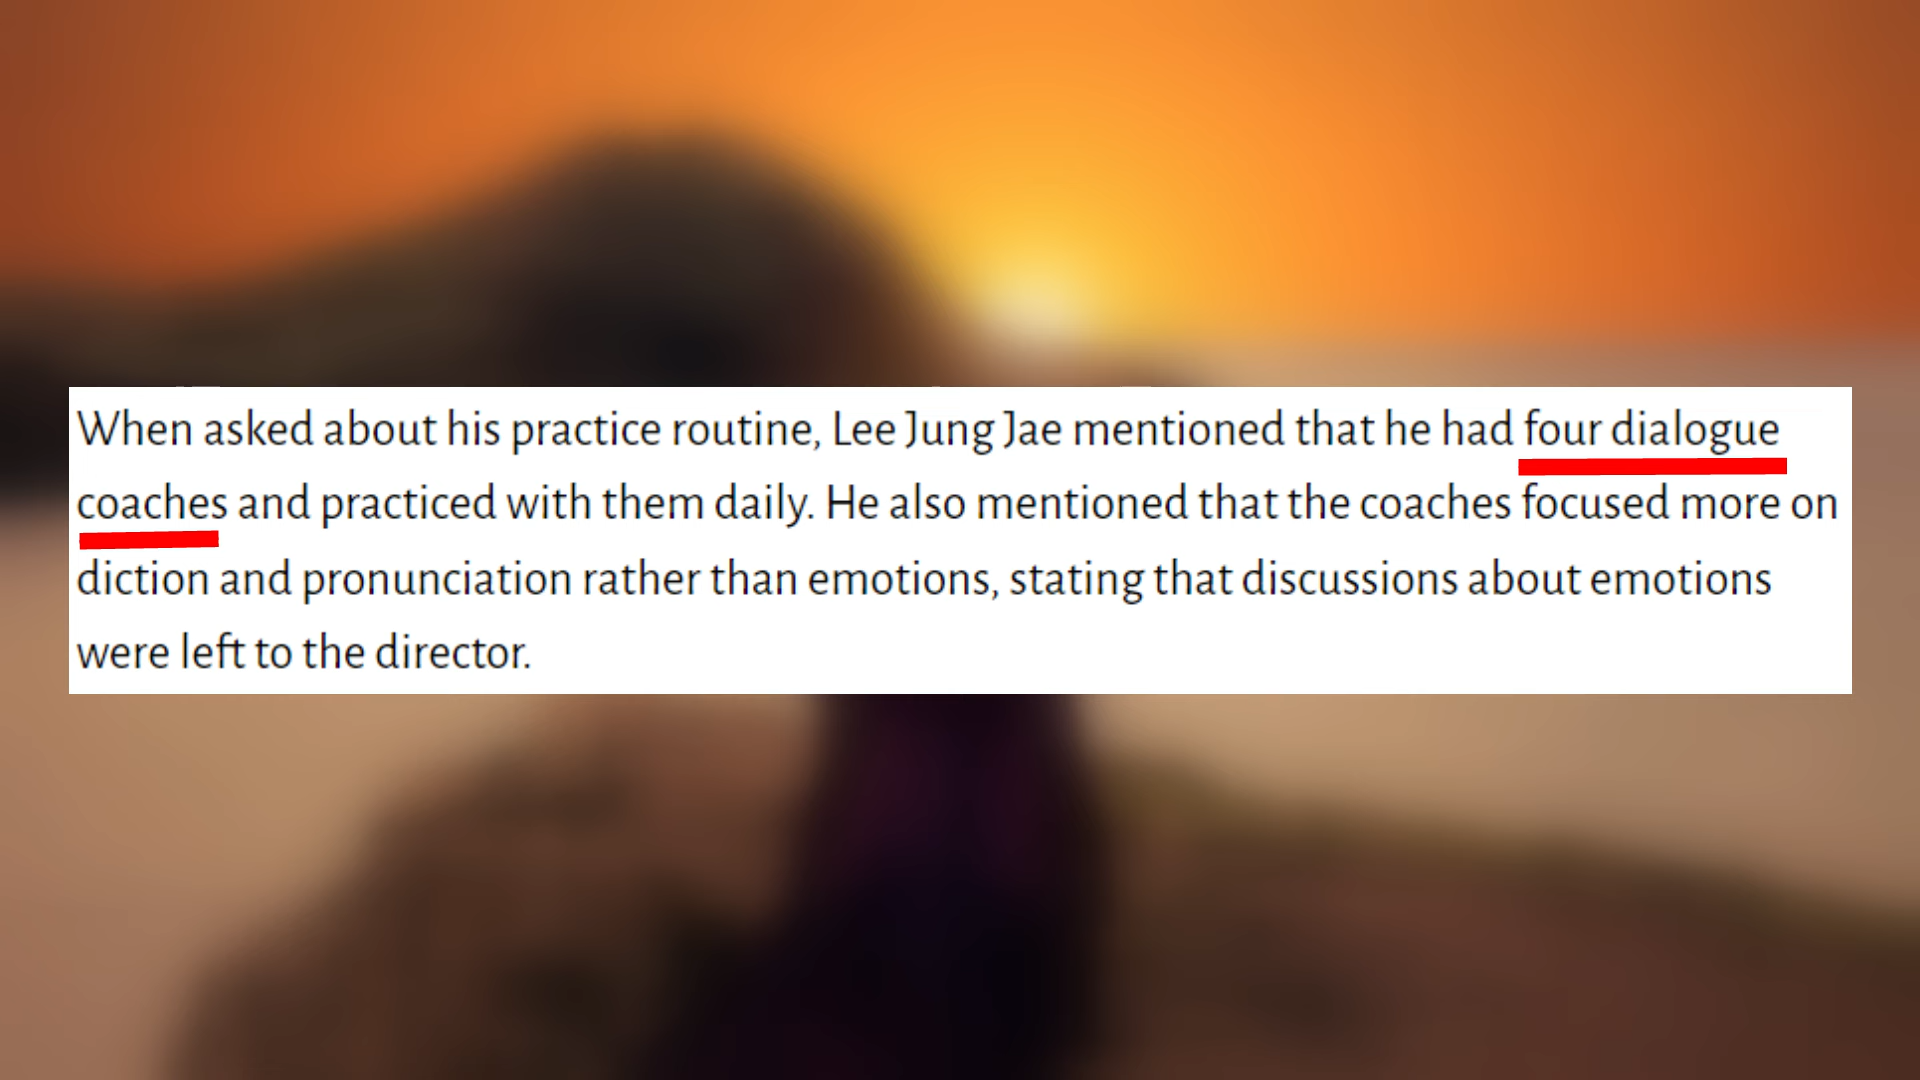 When asked about his practice routine, Lee Jung Jae mentioned that he had four dialogue
coaches and practiced with them daily. He also mentioned that the coaches focused more on
diction and pronunciation rather than emotions, stating that discussions about emotions
were left to the director.